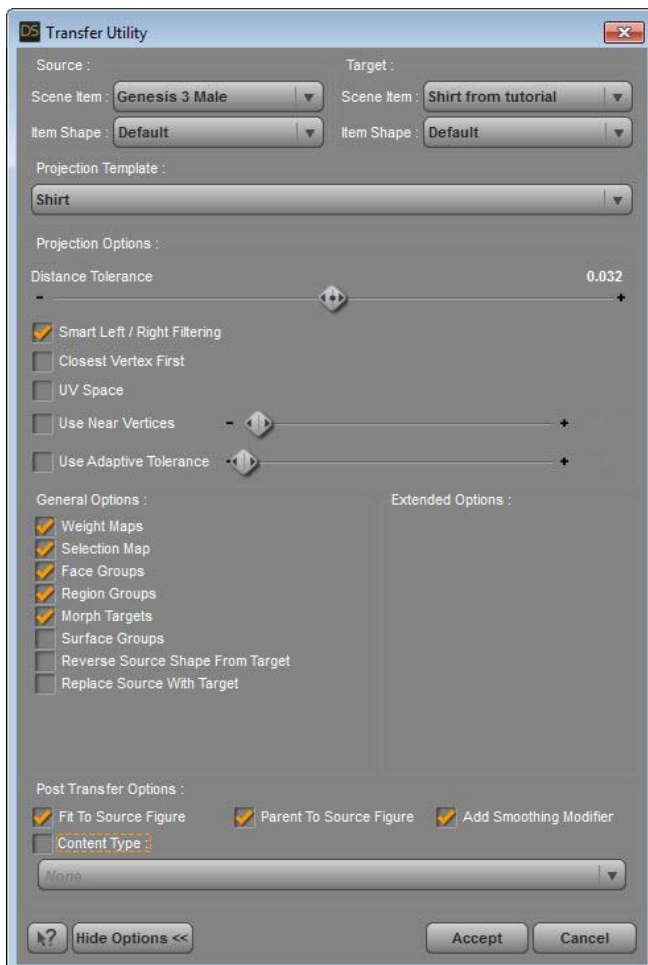 DS Transfer Utility
Source :
Target :
Scene Item : Genesis 3 Male
Scene Item : Shirt from tutorial
Item Shape : Default
Item Shape : Default
Projection Template :
Shirt
Projection Options :
Distance Tolerance 0.032
- +
Smart Left / Right Filtering
Closest Vertex First
UV Space
Use Near Vertices - +
Use Adaptive Tolerance - +
General Options :
Extended Options :
Weight Maps
Selection Map
Face Groups
Region Groups
Morph Targets
Surface Groups
Reverse Source Shape From Target
Replace Source With Target
Post Transfer Options :
Fit To Source Figure Parent To Source Figure Add Smoothing Modifier
Content Type :
None
? Hide Options << Accept Cancel